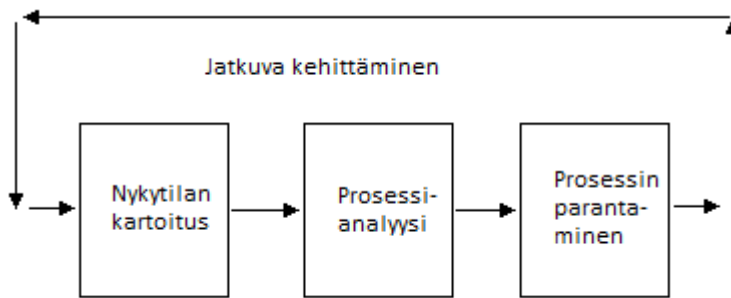 Jatkuva kehittäminen
Nykytilan
kartoitus
Prosessi-
analyysi
Prosessin
paranta-
minen